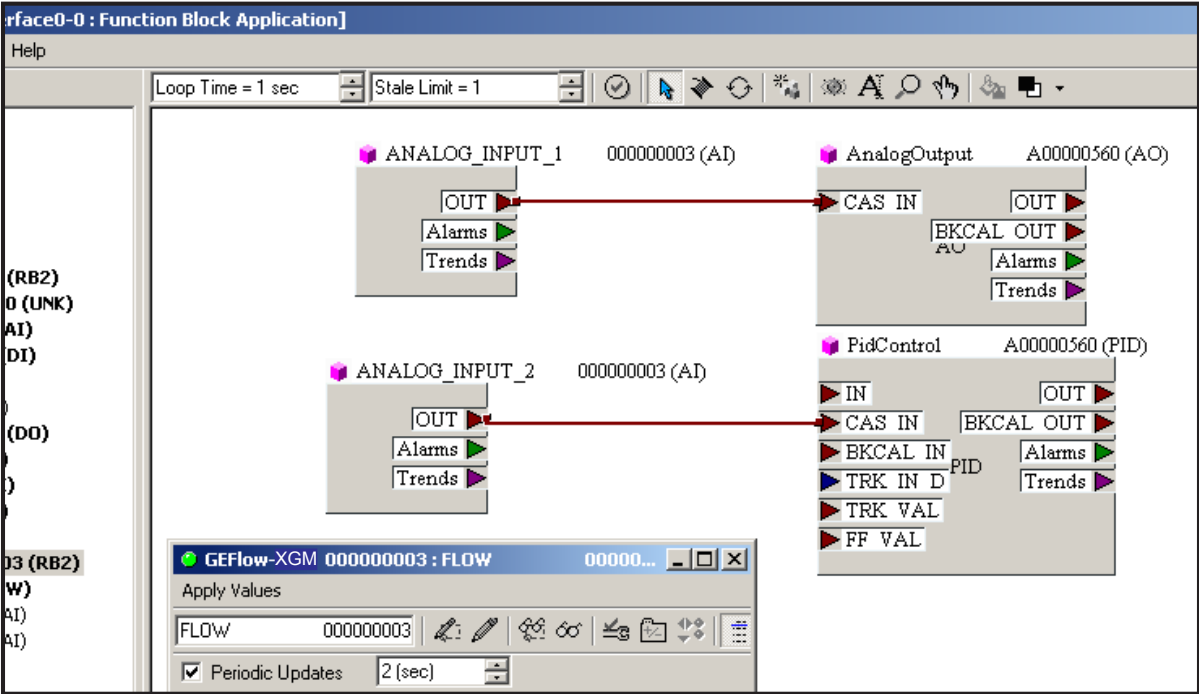 rface0-0 : Function Block Application]
Help
Loop Time = 1 sec
Stale Limit = 1
(RB2)
0 (UNK)
AI)
(DI)
)
(DO)
)
)
)
03 (RB2)
W)
AI)
AI)
ANALOG_INPUT_1 000000003 (AI)
OUT
Alarms
Trends
AnalogOutput A00000560 (AO)
CAS IN OUT
BKCAL OUT
AO
Alarms
Trends
ANALOG_INPUT_2 000000003 (AI)
OUT
Alarms
Trends
PidControl A00000560 (PID)
IN OUT
CAS IN BKCAL OUT
BKCAL IN Alarms
PID
TRK IN D Trends
TRK VAL
FF VAL
GEFlow-XGM 000000003 : FLOW 00000...
Apply Values
FLOW 000000003
Periodic Updates 2 (sec)